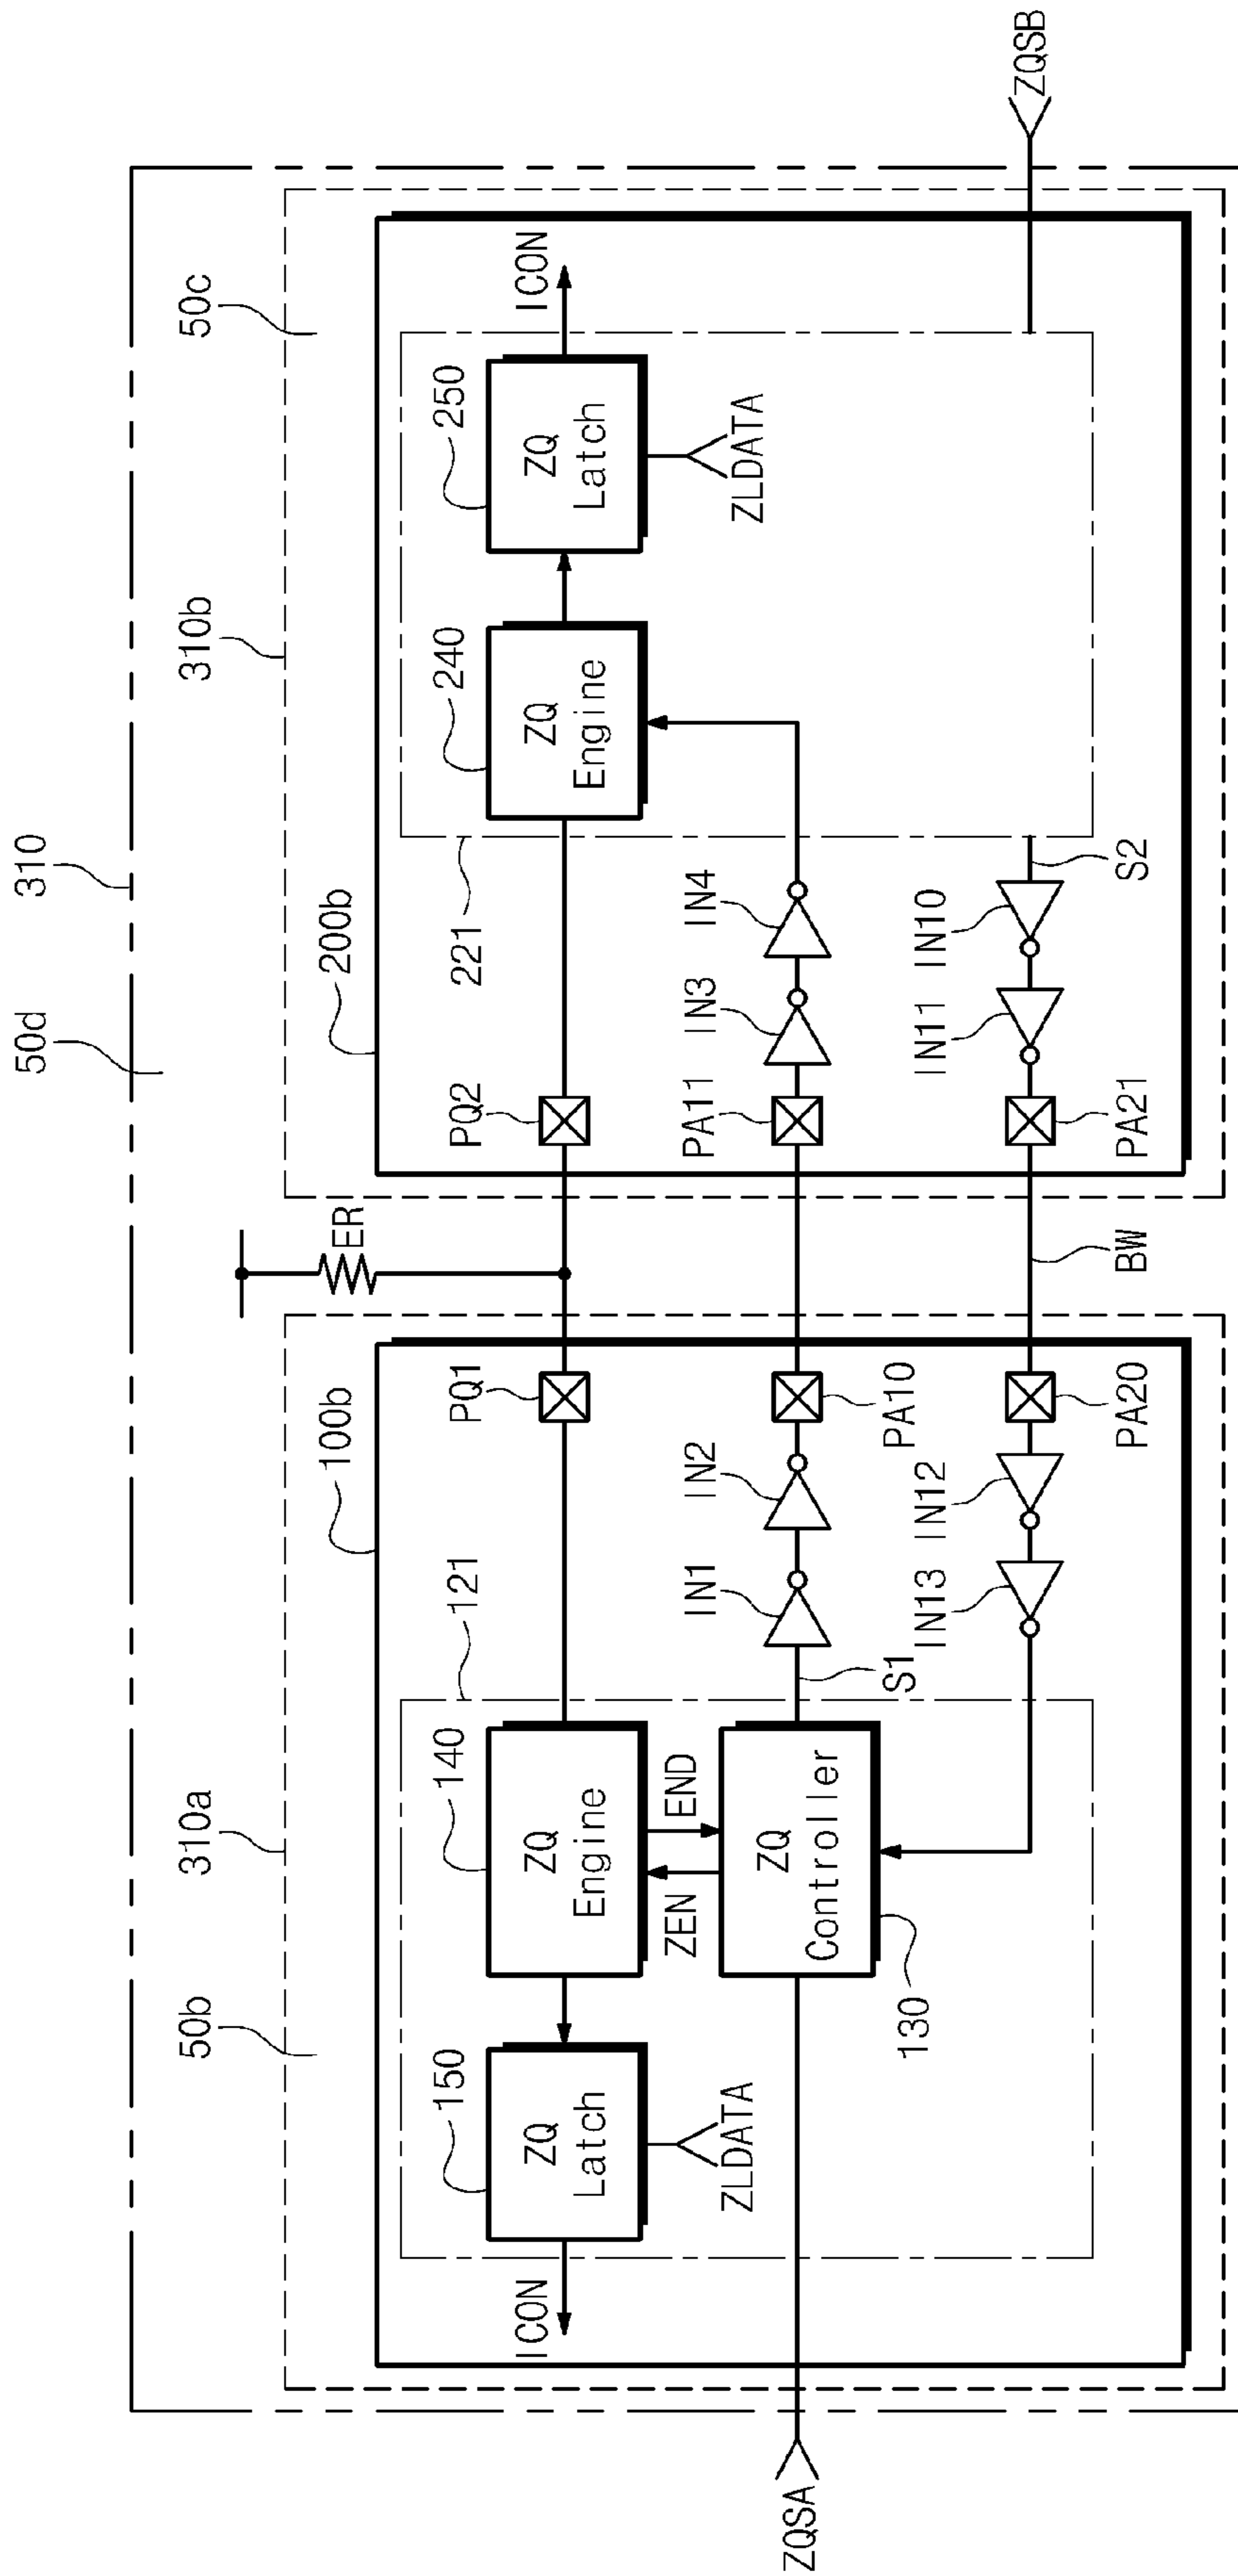 310
50d
310a
310b
50b
50c
100b
200b
ER
121
221
ICON
150
ZQ
Latch
140
ZQ
Engine
PQ1
PQ2
240
ZQ
Engine
250
ZQ
Latch
ICON
ZLDATA
ZEN
END
ZLDATA
ZQSA
ZQ
Controller
130
S1
IN1
IN2
PA10
PA11
IN3
IN4
IN13
IN12
PA20
BW
PA21
IN11
IN10
S2
ZQSB